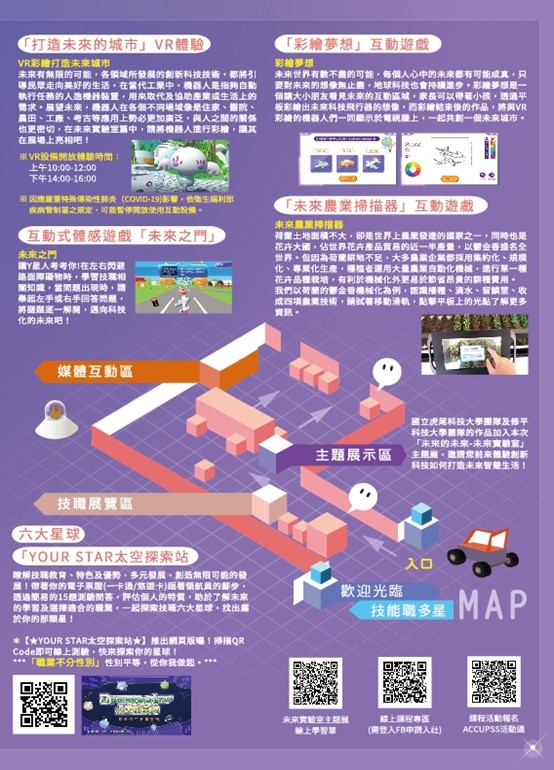 「打造未來的城市」VR體驗
VR彩繪打造未來城市
未來有無限的可能，各領域所發展的創新科技技術，都將引
導民眾走向美好的生活，在當代工業中，機器人是指夠自動
執行任務的人造機器裝置，用來取代及協助產業或生活上的
需求。展望未來，機器人在各個不同場域像是住家、醫院、
農田、工廠、考古等應用上勢必更加廣泛，與人之間的關係
也更密切，在未來實驗室篇中，請將機器人進行彩繪，讓其
在展場上亮相吧！
※VR設備開放體驗時間：
上午10:00-12:00
下午14:00-16:00
※ 因應嚴重特殊傳染性肺炎（COVID-19)影響，依衛生福利部
疾病管制署之規定，可能暫停開放使用互動設備。
互動式體感遊戲「未來之門」
未來之門
讓Y星人考考你!在左右閃避
路面障礙物時，學習技職相
關知識，當問題出現時，請
舉起左手或右手回答問題，
將謎題逐一解開，邁向科技
化的未來吧！
「彩繪夢想」互動遊戲
彩繪夢想
未來世界有數不盡的可能，每個人心中的未來都有可能成真，只
要對未來的想像無止盡，地球科技也會持續進步。彩繪夢想是一
個讓大小朋友看見未來的互動區域，家長可以帶著小孩，透過平
板彩繪出未來科技飛行器的想像，而彩繪結束後的作品，將與VR
彩繪的機器人們一同顯示於電視牆上，一起共創一個未來城市。
「未來農業掃描器」互動遊戲
未來農業掃描器
荷蘭土地面積不大，卻是世界上農業發達的國家之一，同時也是
花卉大國，佔世界花卉產品貿易的近一半產量，以鬱金香盛名全
世界。但因為荷蘭耕地不足，大多農業企業都採用集約化、規模
化、專業化生產，種植者運用大量農業自動化機械，進行單一種
花卉品種栽培，有利於機械化外更易於節省昂貴的勞種費用。
我們以荷蘭的鬱金香機械化為例，認識播種、澆水、留鱗莖、收
成四項農業技術，請試著移動滑軌，點擊平板上的光點了解更多
資訊。
媒體互動區
主題展示區
國立虎尾科技大學團隊及修平
科技大學團隊的作品加入本次
「未來的未來-未來實驗室」
主題展，邀請您前來體驗創新
科技如何打造未來智慧生活！
技職展覽區
入口
歡迎光臨
技能職多星
MAP
六大星球
「YOUR STAR太空探索站
瞭解技職教育、特色及優勢，多元發展，創造無限可能的發
展！帶著你的電子票證(一卡通/悠遊卡)跟著領航員的腳步，
透過簡易的15題測驗問答，評估個人的特質，助於了解未來
的學習及選擇適合的職業，一起探索技職六大星球，找出屬
於你的那顆星！
＊【★YOUR STAR太空探索站★】推出網頁版囉！掃描QR
Code即可線上測驗，快來探索你的星球！
***「職業不分性別」性別平等，從你我做起。***
未來實驗室主題展
線上學習單
線上課程專區
(需登入FB申請入社)
課程活動報名
ACCUPSS活動通